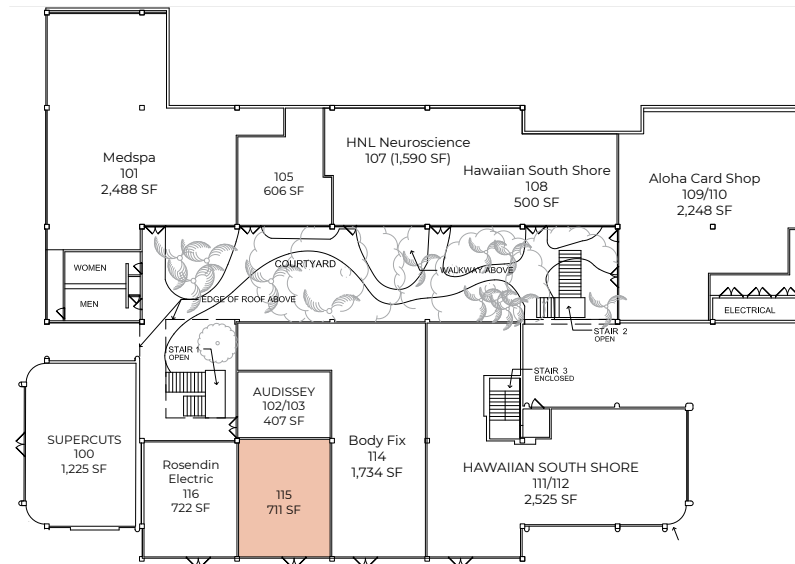 Medspa
101
2,488 SF
105
606 SF
HNL Neuroscience
107 (1,590 SF)
Hawaiian South Shore
108
500 SF
Aloha Card Shop
109/110
2,248 SF
WOMEN
MEN
COURTYARD
WALKWAY ABOVE
EDGE OF ROOF ABOVE
ELECTRICAL
STAIR 1
OPEN
STAIR 2
OPEN
STAIR 3
ENCLOSED
AUDISSEY
102/103
407 SF
SUPERCUTS
100
1,225 SF
Rosendin
Electric
116
722 SF
115
711 SF
Body Fix
114
1,734 SF
HAWAIIAN SOUTH SHORE
111/112
2,525 SF